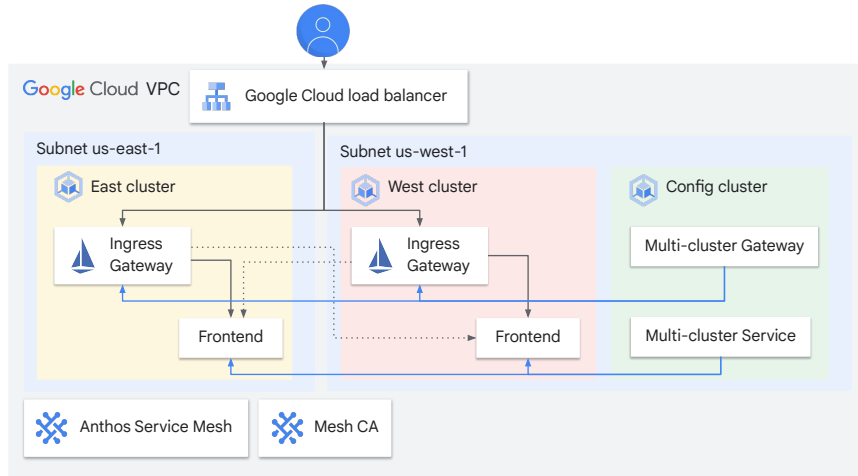 Google Cloud VPC
Google Cloud load balancer
Subnet us-east-1
Subnet us-west-1
East cluster
West cluster
Config cluster
Ingress
Gateway
Ingress
Gateway
Multi-cluster Gateway
Frontend
Frontend
Multi-cluster Service
Anthos Service Mesh
Mesh CA